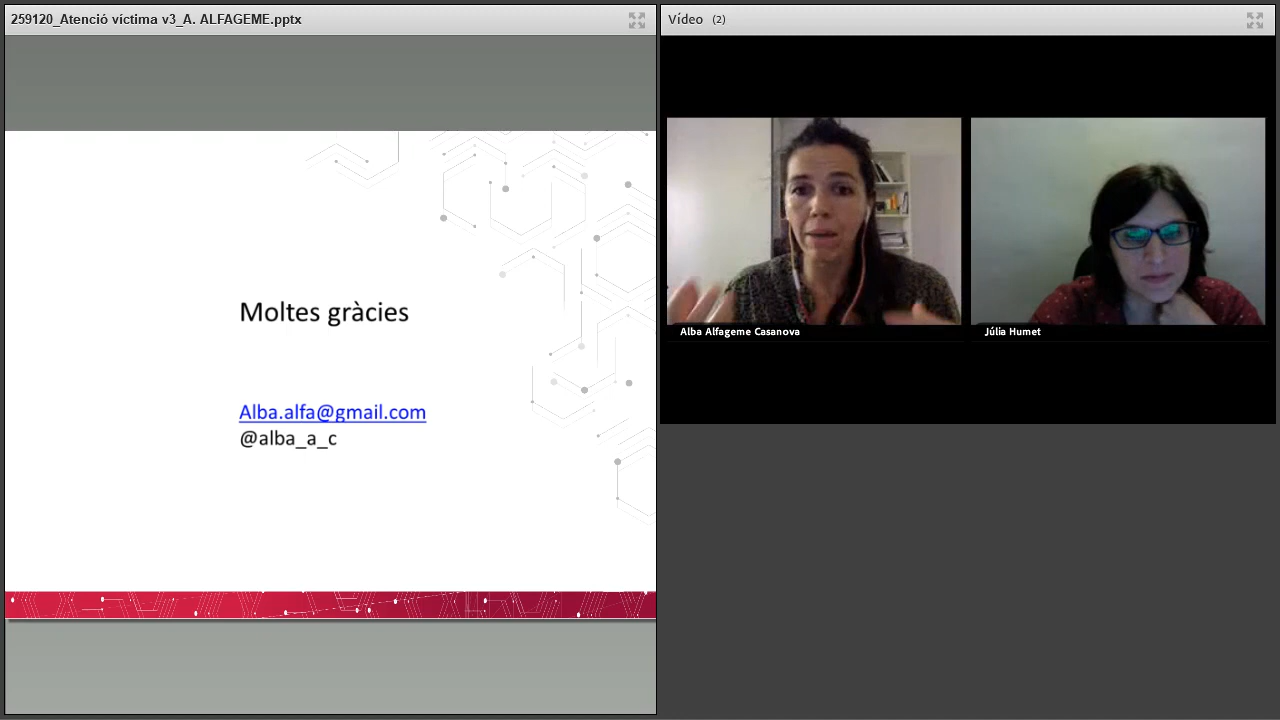 259120_Atenció víctima v3_A. ALFAGEME.pptx
Vídeo (2)
Moltes gràcies
Alba.alfa@gmail.com
@alba_a_c
Alba Alfageme Casanova
Júlia Humet